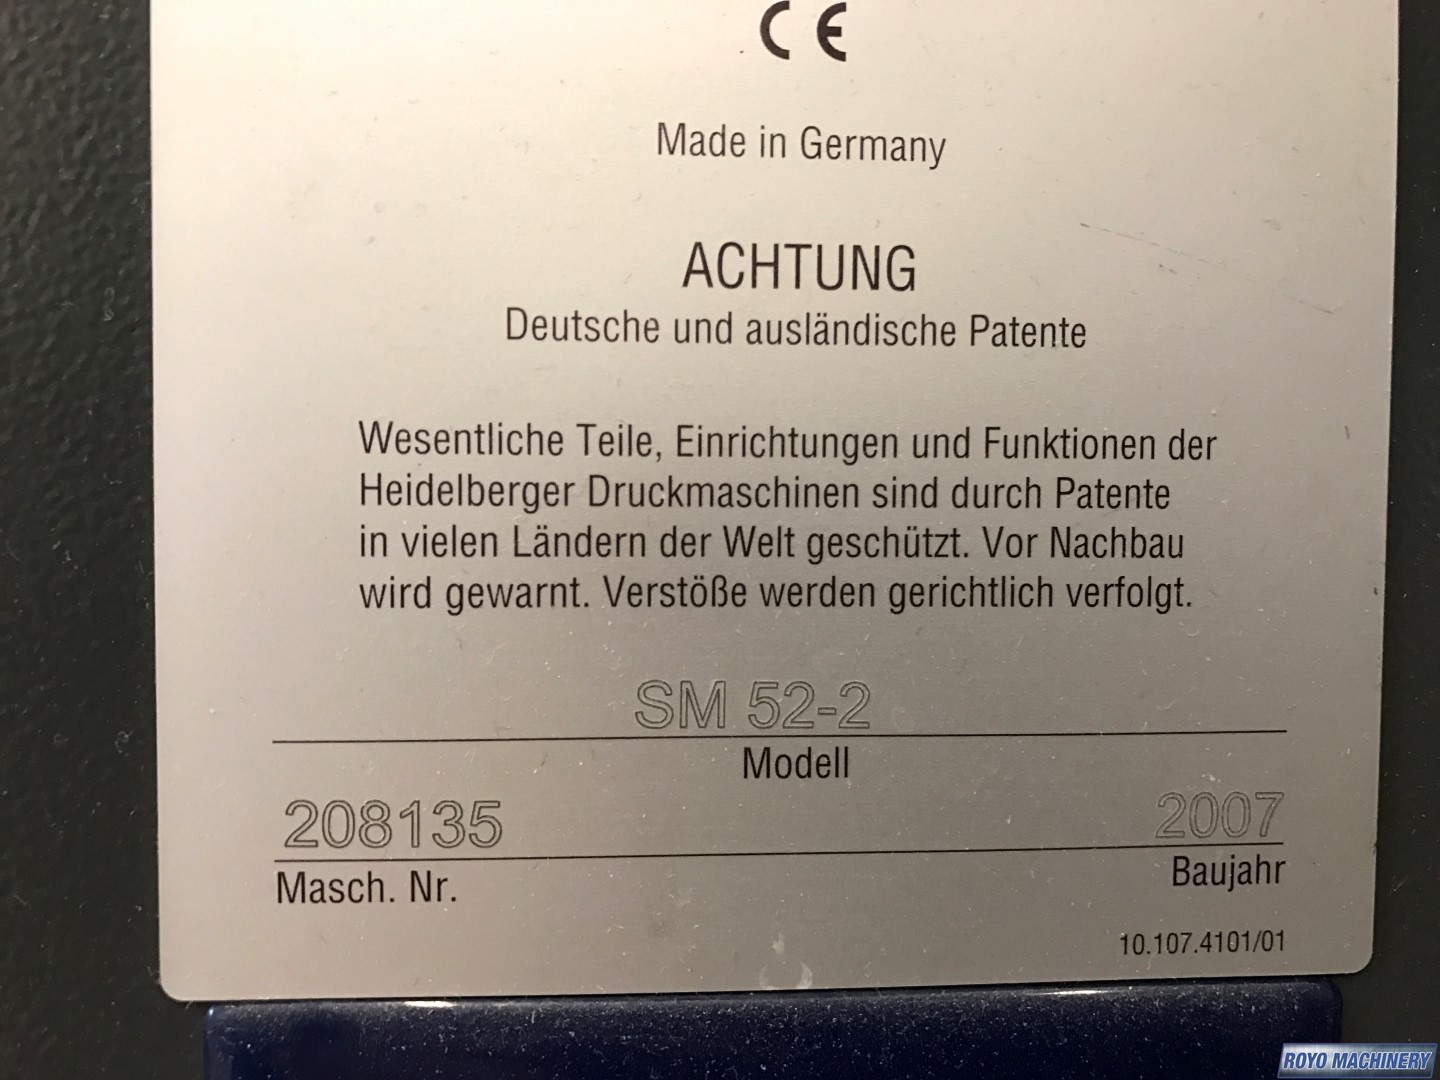 CE
Made in Germany
ACHTUNG
Deutsche und ausländische Patente
Wesentliche Teile, Einrichtungen und Funktionen der
Heidelberger Druckmaschinen sind durch Patente
in vielen Ländern der Welt geschützt. Vor Nachbau
wird gewarnt. Verstöße werden gerichtlich verfolgt.
SM 52-2
Modell
208135 2007
Masch. Nr. Baujahr
10.107.4101/01
ROYO MACHINERY